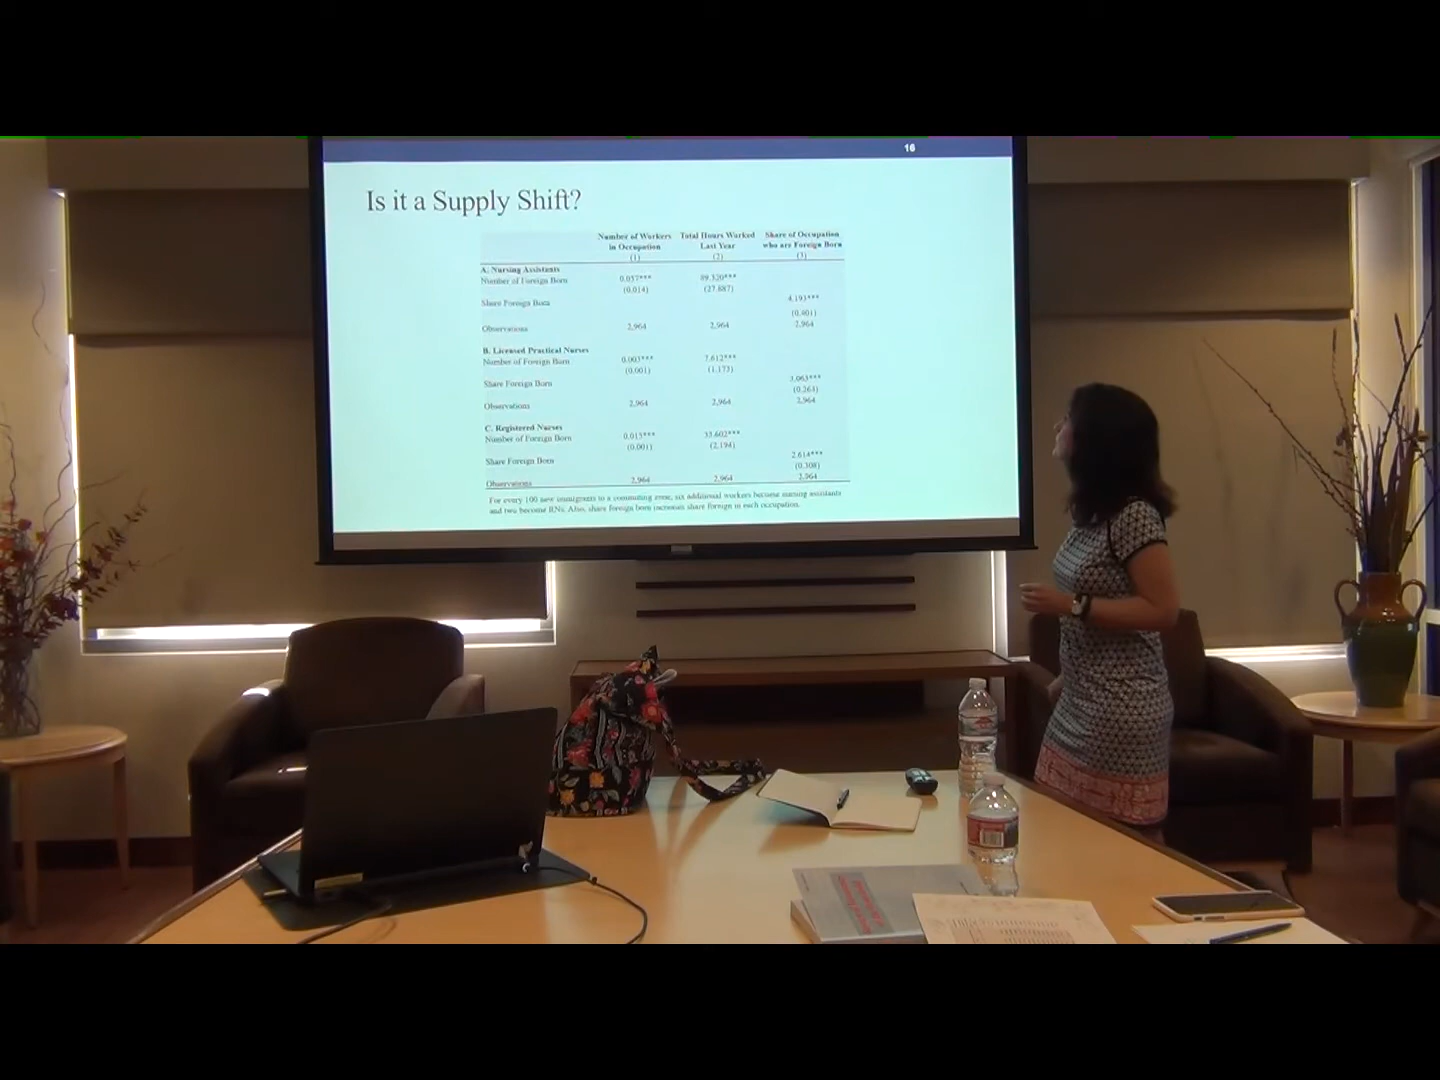 16
Is it a Supply Shift?
Number of Workers in Occupation (1) Total Hours Worked Last Year (2) Share of Occupation who are Foreign Born (3)
A. Nursing Assistants
Number of Foreign Born 0.057*** 89.320***
(0.014) (27.887)
Share Foreign Born 4.193***
(0.401)
Observations 2,964 2,964 2,964
B. Licensed Practical Nurses
Number of Foreign Born 0.003*** 7.612***
(0.001) (1.173)
Share Foreign Born 3.063***
(0.263)
Observations 2,964 2,964 2,964
C. Registered Nurses
Number of Foreign Born 0.015*** 33.602***
(0.001) (2.194)
Share Foreign Born 2.614***
(0.308)
Observations 2,964 2,964 2,964
For every 100 new immigrants to a commuting zone, six additional workers become nursing assistants
and two become RNs. Also, share foreign born increases share foreign in each occupation.